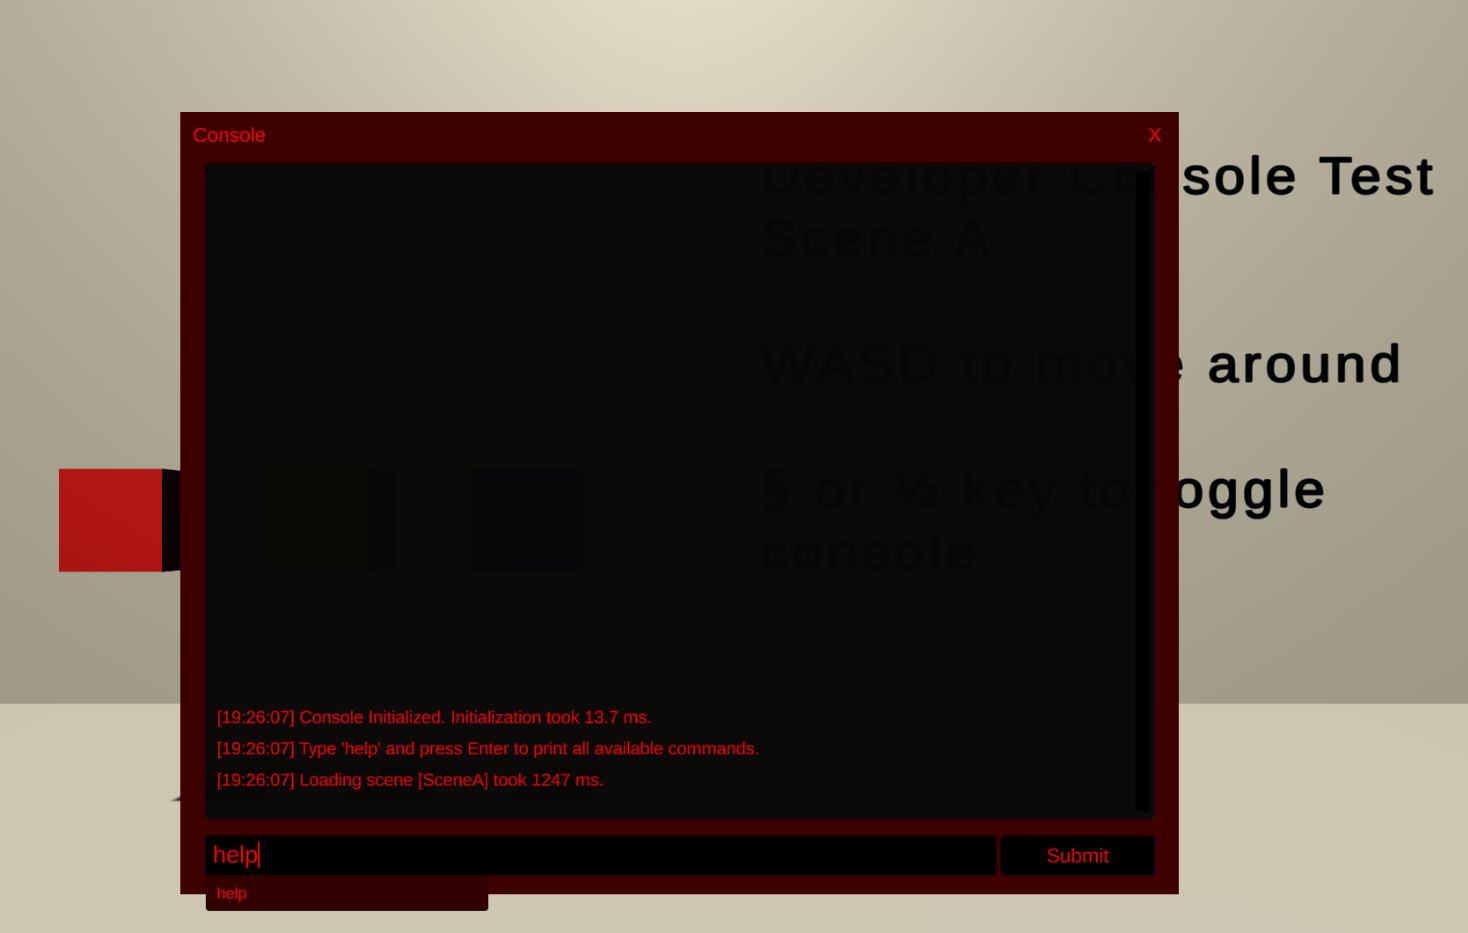 Console
X
Developer Console Test
Scene A
WASD to move around
§ or ½ key to toggle
console
[19:26:07] Console Initialized. Initialization took 13.7 ms.
[19:26:07] Type 'help' and press Enter to print all available commands.
[19:26:07] Loading scene [SceneA] took 1247 ms.
help
Submit
help